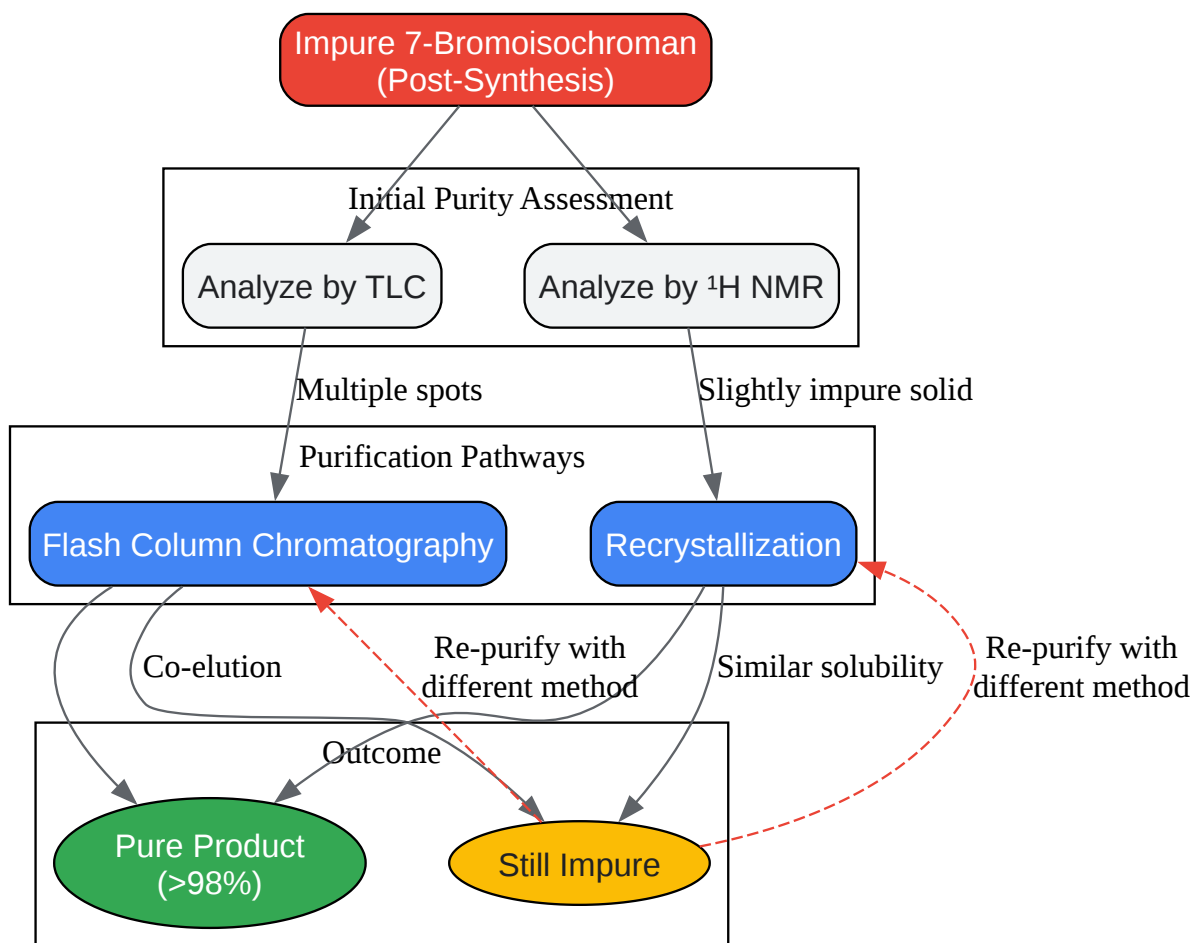 Impure 7-Bromoisochroman
(Post-Synthesis)
Initial Purity Assessment
Analyze by TLC
Analyze by ¹H NMR
Multiple spots
Slightly impure solid
Purification Pathways
Flash Column Chromatography
Recrystallization
Co-elution
Re-purify with
different method
Similar solubility
Re-purify with
different method
Outcome
Pure Product
(>98%)
Still Impure